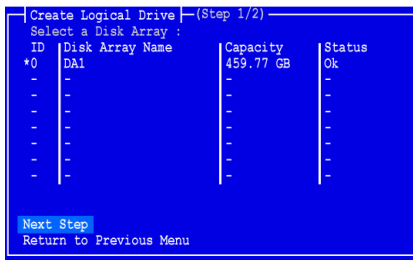 Create Logical Drive (Step 1/2)
Select a Disk Array :
ID Disk Array Name Capacity Status
*0 DA1 459.77 GB Ok
- - - -
- - - -
- - - -
- - - -
- - - -
- - - -
- - - -
Next Step
Return to Previous Menu